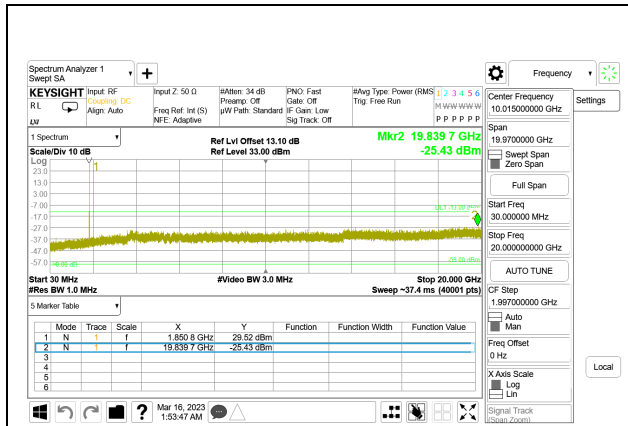 Spectrum Analyzer 1
Swept SA
Frequency
KEYSIGHT Input: RF Input Z: 50 Ω #Atten: 34 dB PNO: Fast #Avg Type: Power (RMS 1 2 3 4 5 6
RL Coupling: DC Preamp: Off Gate: Off Trig: Free Run M W W W W W
Align: Auto Freq Ref: Int (S) µW Path: Standard IF Gain: Low P P P P P P
NFE: Adaptive Sig Track: Off
LXI
Center Frequency
10.015000000 GHz
Settings
Span
19.9700000 GHz
Swept Span
Zero Span
Full Span
Start Freq
30.000000 MHz
Stop Freq
20.000000000 GHz
AUTO TUNE
CF Step
1.997000000 GHz
Auto
Man
Freq Offset
0 Hz
X Axis Scale
Log
Lin
Local
Signal Track
(Span Zoom)
1 Spectrum
Scale/Div 10 dB
Ref Lvl Offset 13.10 dB
Ref Level 33.00 dBm
Mkr2 19.839 7 GHz
-25.43 dBm
Log
1
23.0
13.0
3.00
-7.00
DL1 -13.00 dBm
-17.0
2
-27.0
-37.0
-47.0
-57.0
Start 30 MHz #Video BW 3.0 MHz Stop 20.000 GHz
#Res BW 1.0 MHz Sweep ~37.4 ms (40001 pts)
5 Marker Table
Mode Trace Scale X Y Function Function Width Function Value
1 N 1 f 1.850 8 GHz 29.52 dBm
2 N 1 f 19.839 7 GHz -25.43 dBm
3
4
5
6
? Mar 16, 2023
1:53:47 AM